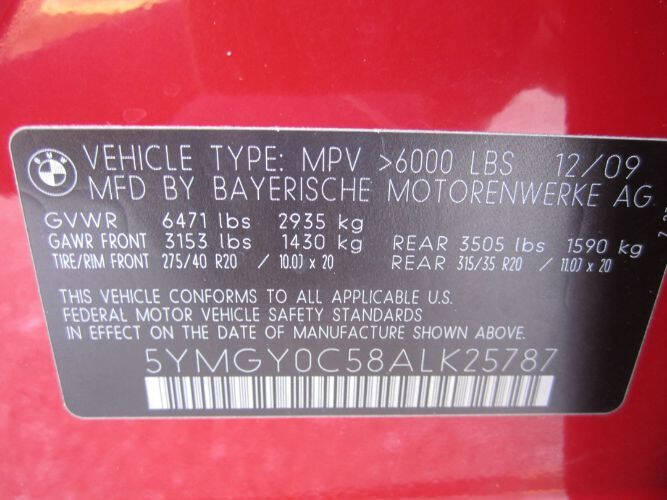 BMW
VEHICLE TYPE: MPV >6000 LBS 12/09
MFD BY BAYERISCHE MOTORENWERKE AG
GVWR 6471 lbs 2935 kg
GAWR FRONT 3153 lbs 1430 kg REAR 3505 lbs 1590 kg
TIRE/RIM FRONT 275/40 R20 / 10.0J x 20 REAR 315/35 R20 / 11.0J x 20
THIS VEHICLE CONFORMS TO ALL APPLICABLE U.S.
FEDERAL MOTOR VEHICLE SAFETY STANDARDS
IN EFFECT ON THE DATE OF MANUFACTURE SHOWN ABOVE.
5YMGY0C58ALK25787